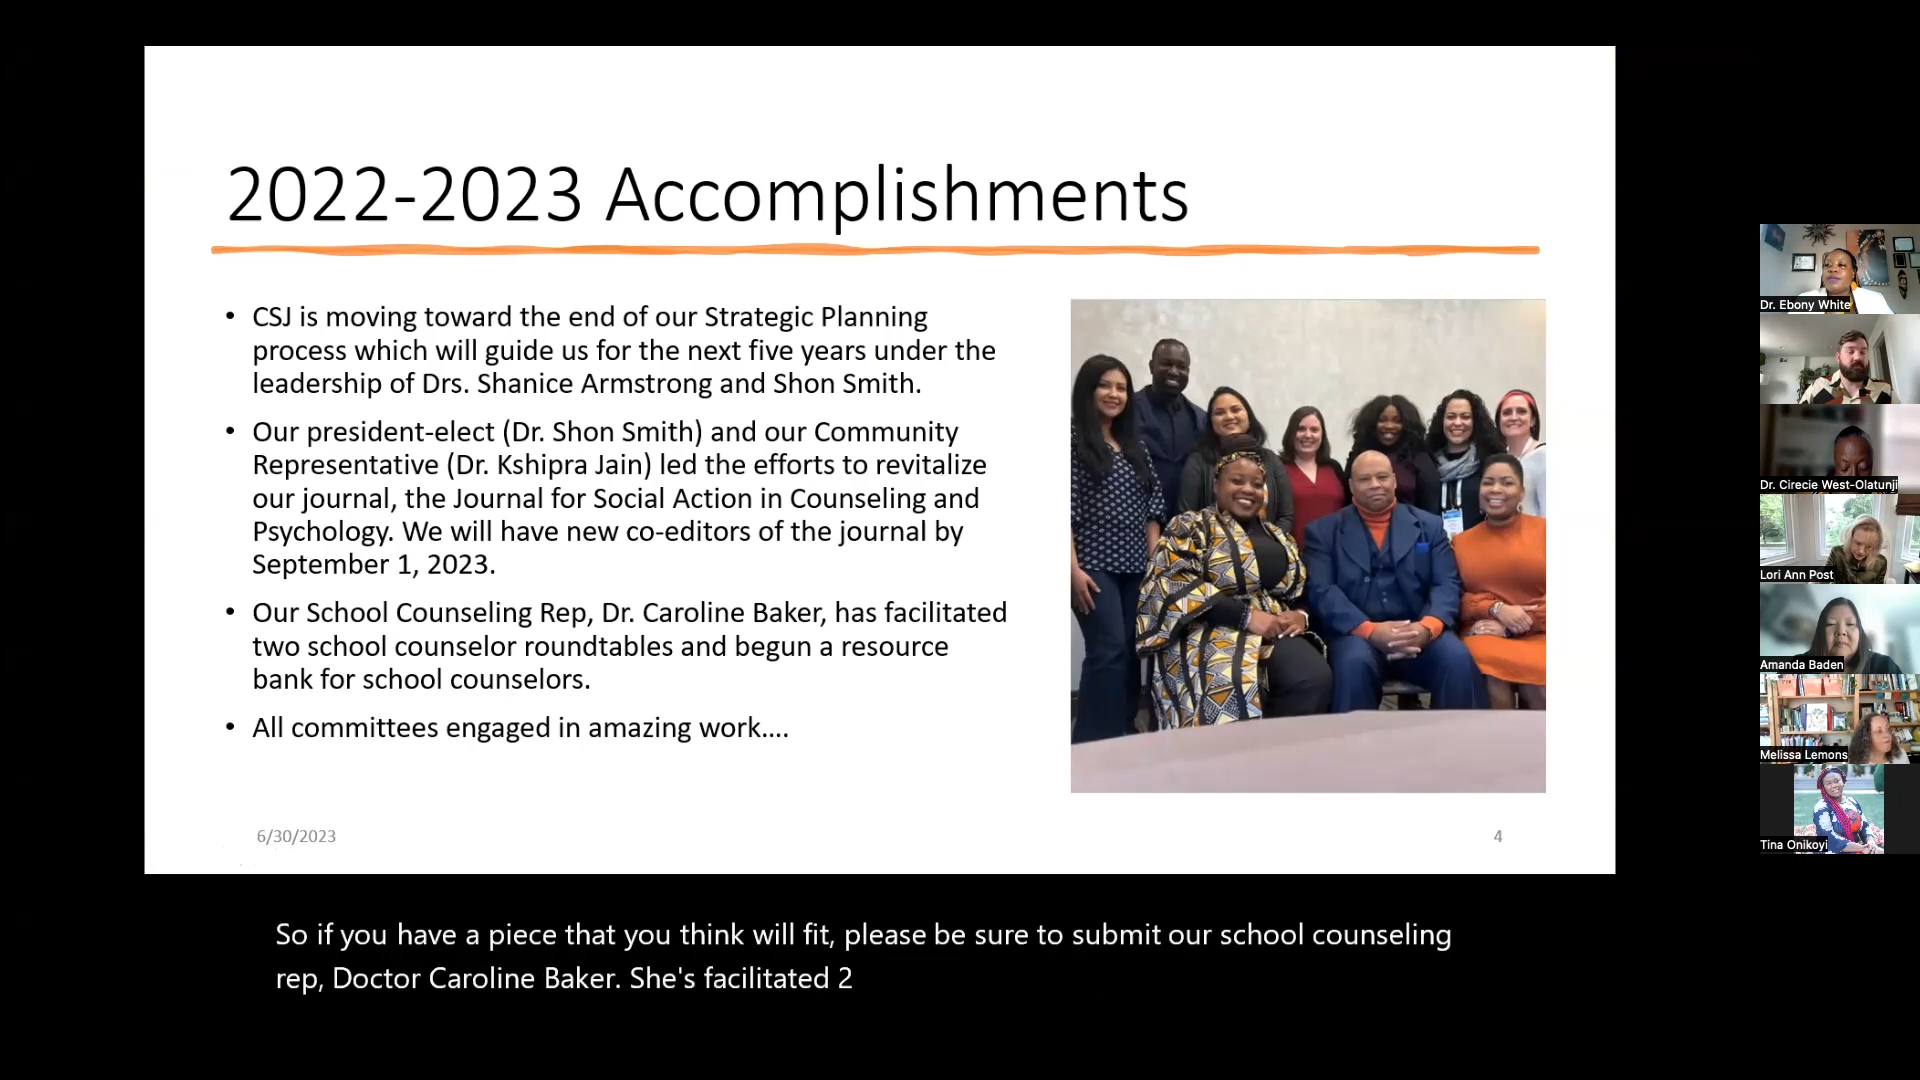 2022-2023 Accomplishments
• CSJ is moving toward the end of our Strategic Planning
process which will guide us for the next five years under the
leadership of Drs. Shanice Armstrong and Shon Smith.
• Our president-elect (Dr. Shon Smith) and our Community
Representative (Dr. Kshipra Jain) led the efforts to revitalize
our journal, the Journal for Social Action in Counseling and
Psychology. We will have new co-editors of the journal by
September 1, 2023.
• Our School Counseling Rep, Dr. Caroline Baker, has facilitated
two school counselor roundtables and begun a resource
bank for school counselors.
• All committees engaged in amazing work....
6/30/2023
4
So if you have a piece that you think will fit, please be sure to submit our school counseling
rep, Doctor Caroline Baker. She's facilitated 2
Dr. Ebony White
Dr. Cirecie West-Olatunji
Lori Ann Post
Amanda Baden
Melissa Lemons
Tina Onikoyi